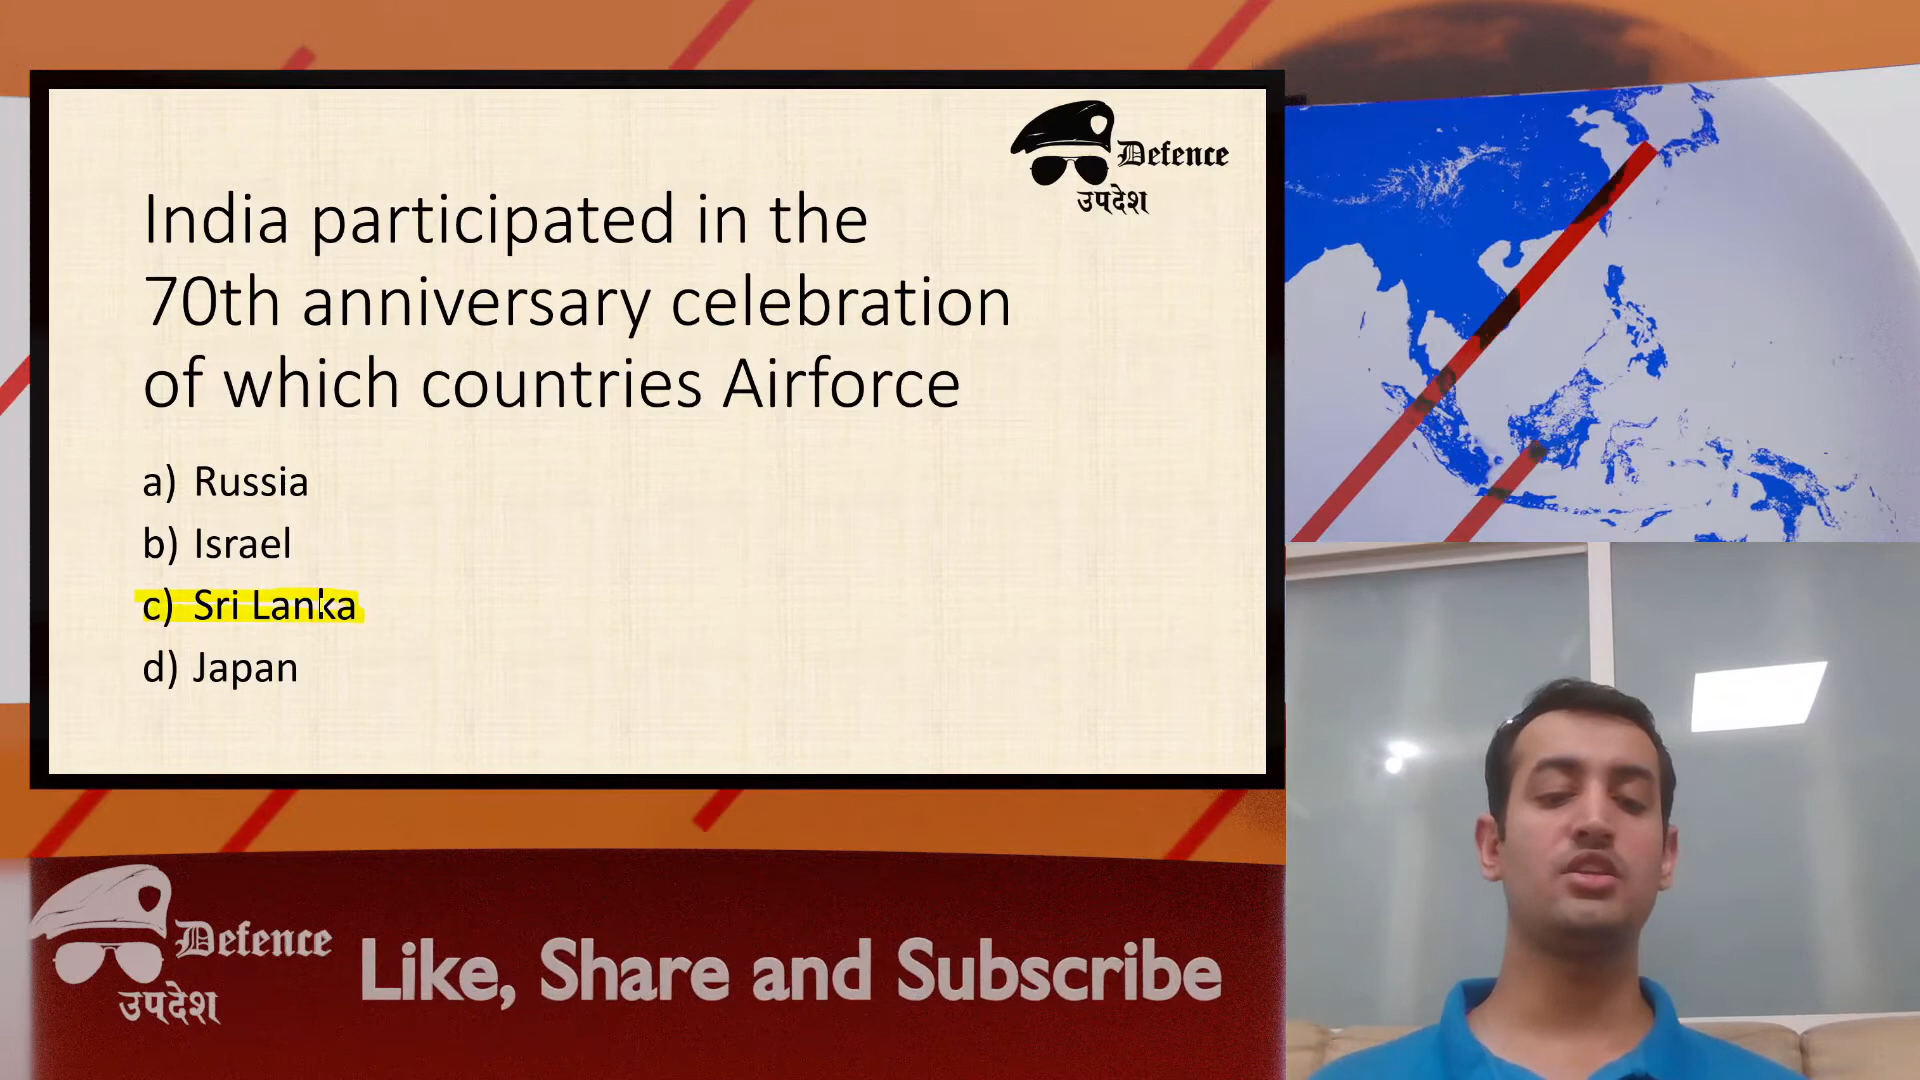 Defence
उपदेश
India participated in the
70th anniversary celebration
of which countries Airforce
a) Russia
b) Israel
c) Sri Lanka
d) Japan
Defence
उपदेश
Like, Share and Subscribe